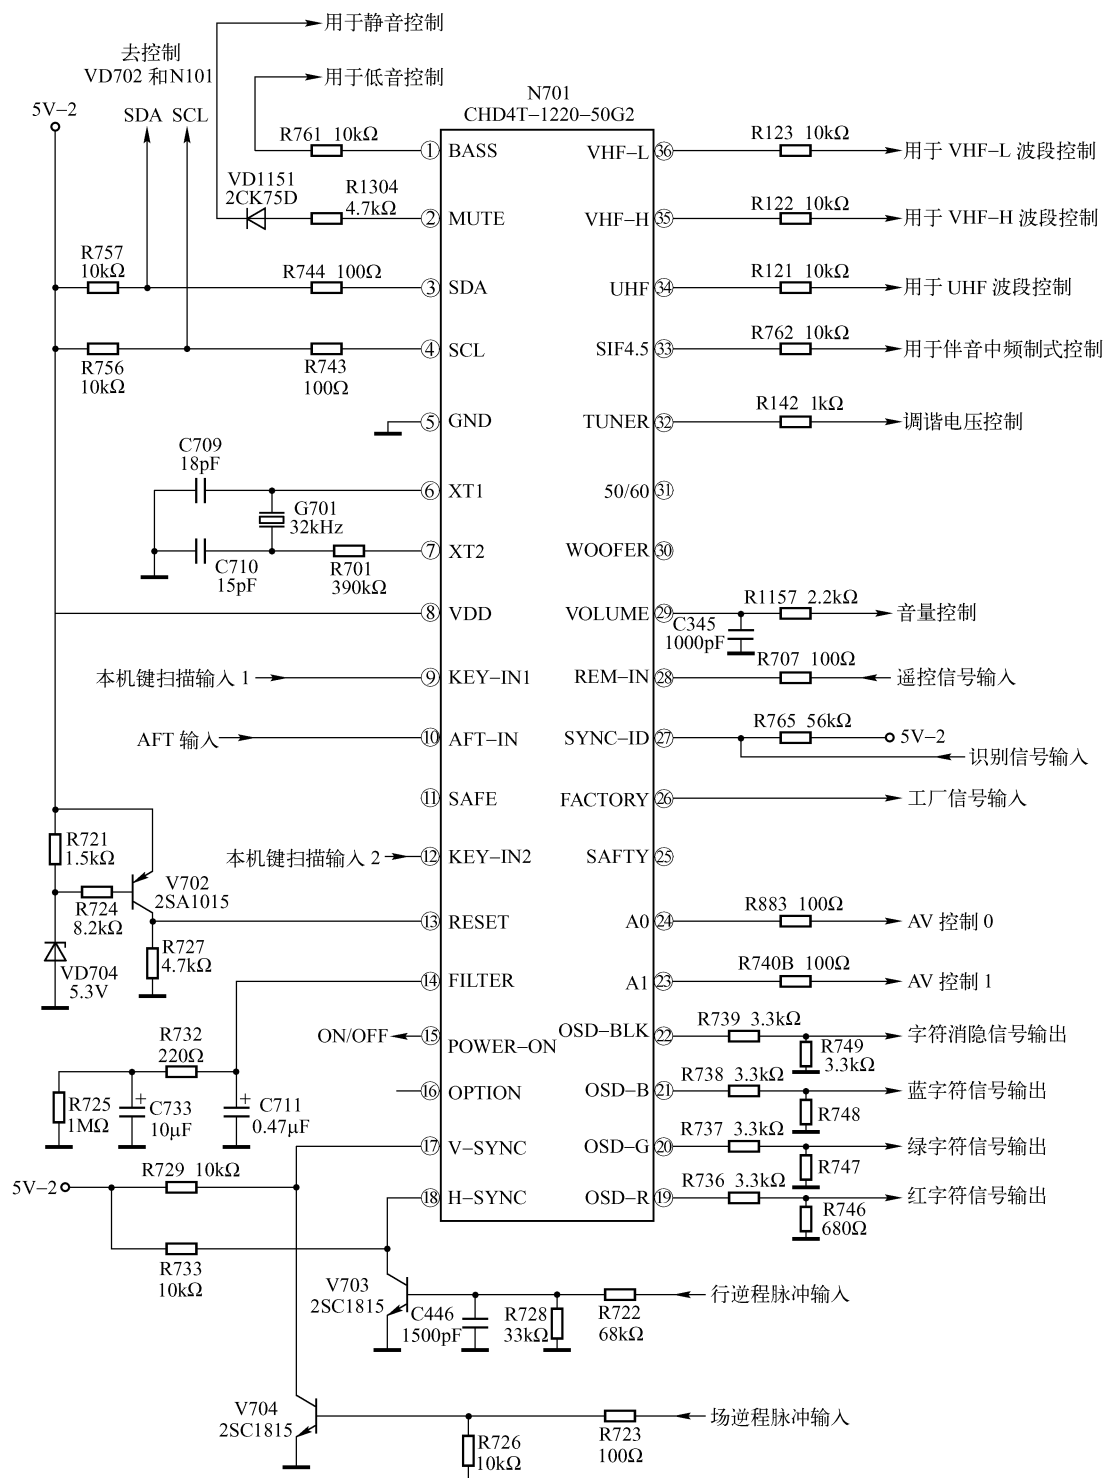 用于静音控制
去控制
VD702 和N101
用于低音控制
5V-2
SDA SCL
N701
CHD4T-1220-50G2
R761 10kΩ
① BASS
VD1151
2CK75D
R1304
4.7kΩ
② MUTE
R757
10kΩ
R744 100Ω
③ SDA
R756
10kΩ
R743
100Ω
④ SCL
⑤ GND
C709
18pF
⑥ XT1
G701
32kHz
C710
15pF
R701
390kΩ
⑦ XT2
⑧ VDD
本机键扫描输入 1
⑨ KEY-IN1
AFT 输入
⑩ AFT-IN
⑪ SAFE
本机键扫描输入 2
⑫ KEY-IN2
R721
1.5kΩ
V702
2SA1015
R724
8.2kΩ
⑬ RESET
R727
4.7kΩ
VD704
5.3V
⑭ FILTER
ON/OFF
⑮ POWER-ON
R732
220Ω
R725
1MΩ
C733
10μF
C711
0.47μF
⑯ OPTION
⑰ V-SYNC
5V-2
R729 10kΩ
⑱ H-SYNC
R733
10kΩ
VHF-L ㊱
R123 10kΩ
用于 VHF-L 波段控制
VHF-H ㉟
R122 10kΩ
用于 VHF-H 波段控制
UHF ㉞
R121 10kΩ
用于 UHF 波段控制
SIF4.5 ㉝
R762 10kΩ
用于伴音中频制式控制
TUNER ㉜
R142 1kΩ
调谐电压控制
50/60 ㉛
WOOFER ㉚
VOLUME ㉙
R1157 2.2kΩ
音量控制
C345
1000pF
REM-IN ㉘
R707 100Ω
遥控信号输入
SYNC-ID ㉗
R765 56kΩ
5V-2
识别信号输入
FACTORY ㉖
工厂信号输入
SAFTY ㉕
A0 ㉔
R883 100Ω
AV 控制 0
A1 ㉓
R740B 100Ω
AV 控制 1
OSD-BLK ㉒
R739 3.3kΩ
字符消隐信号输出
R749
3.3kΩ
OSD-B ㉑
R738 3.3kΩ
蓝字符信号输出
R748
OSD-G ⑳
R737 3.3kΩ
绿字符信号输出
R747
OSD-R ⑲
R736 3.3kΩ
红字符信号输出
R746
680Ω
V703
2SC1815
C446
1500pF
R728
33kΩ
R722
68kΩ
行逆程脉冲输入
V704
2SC1815
R726
10kΩ
R723
100Ω
场逆程脉冲输入